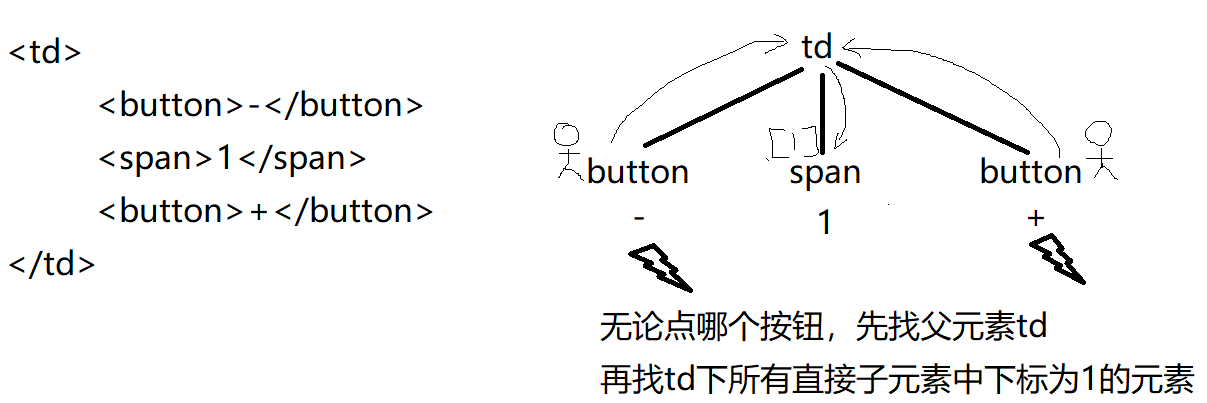 <td>
<button>-</button>
<span>1</span>
<button>+</button>
</td>
td
button span button
- 1 +
无论点哪个按钮，先找父元素td
再找td下所有直接子元素中下标为1的元素